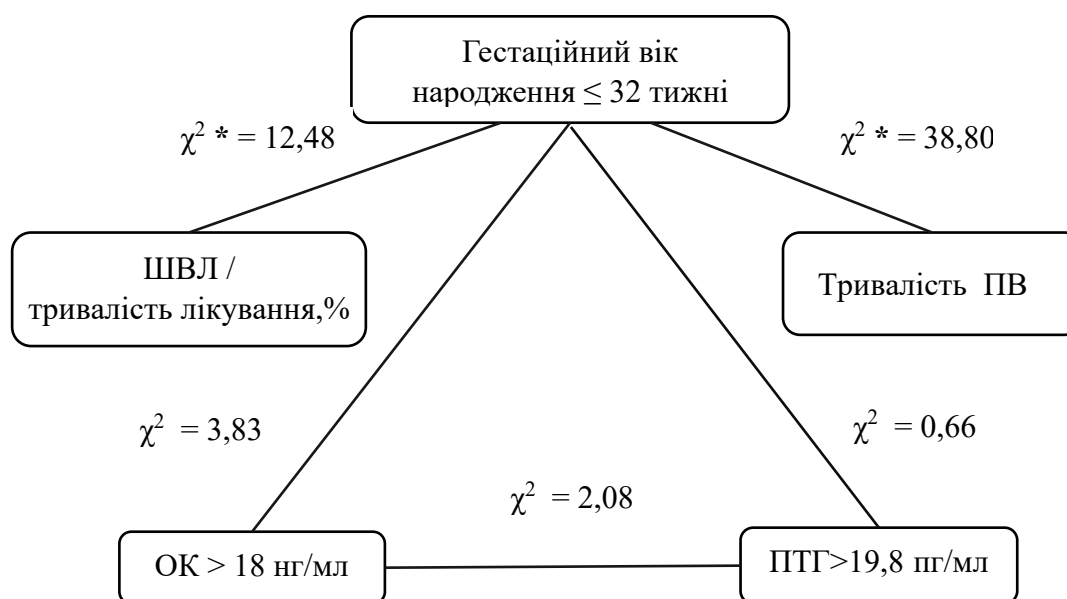 Гестаційний вік
народження ≤ 32 тижні
χ² * = 12,48
χ² * = 38,80
ШВЛ /
тривалість лікування,%
Тривалість ПВ
χ² = 3,83
χ² = 0,66
χ² = 2,08
ОК > 18 нг/мл
ПТГ>19,8 пг/мл